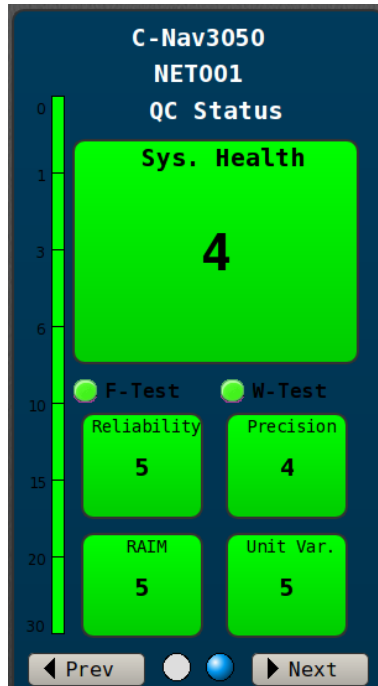 C-Nav3050
NET001
QC Status
0
1
3
6
10
15
20
30
Sys. Health
4
F-Test
W-Test
Reliability
5
Precision
4
RAIM
5
Unit Var.
5
Prev
Next